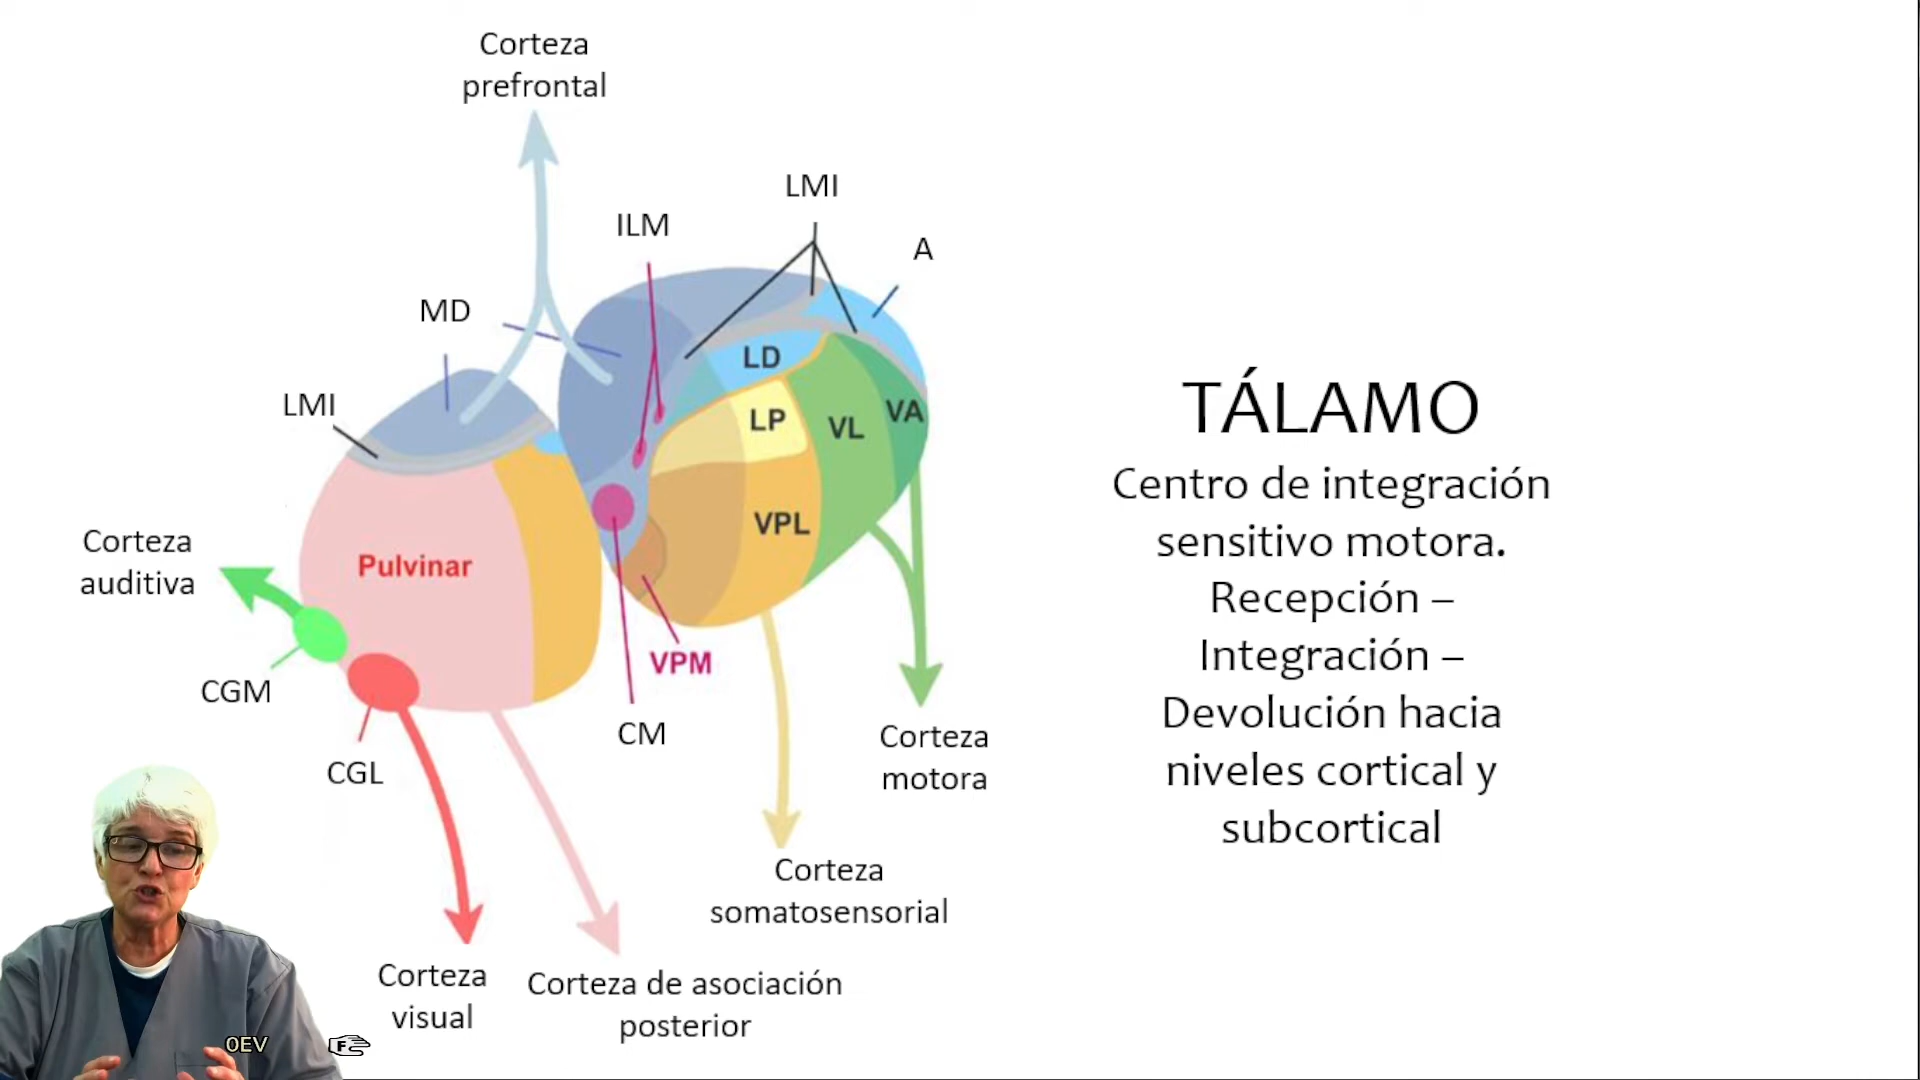 Corteza
prefrontal
LMI
ILM
A
MD
LD
LMI
VA
LP
VL
VPL
Corteza
auditiva
Pulvinar
VPM
CGM
CM
Corteza
motora
CGL
Corteza
somatosensorial
Corteza
visual
Corteza de asociación
posterior
TÁLAMO
Centro de integración
sensitivo motora.
Recepción –
Integración –
Devolución hacia
niveles cortical y
subcortical
0EV
F